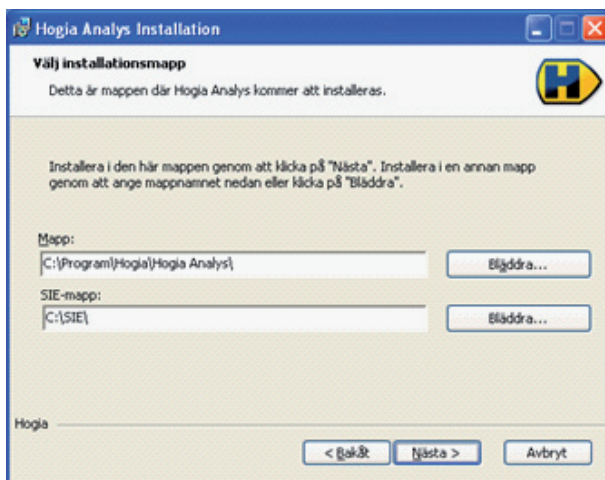 Hogia Analys Installation
Välj installationsmapp
Detta är mappen där Hogia Analys kommer att installeras.
H
Installera i den här mappen genom att klicka på "Nästa". Installera i en annan mapp
genom att ange mappnamnet nedan eller klicka på "Bläddra".
Mapp:
C:\Program\Hogia\Hogia Analys\
Bläddra...
SIE-mapp:
C:\SIE\
Bläddra...
Hogia
< Bakåt
Nästa >
Avbryt